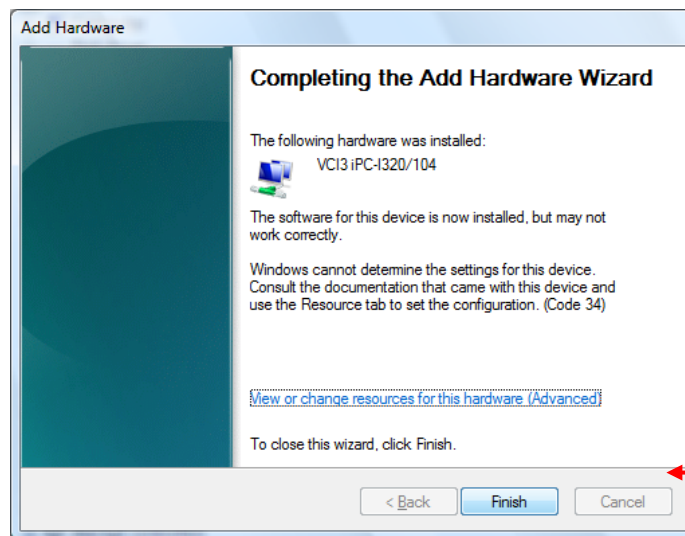 Add Hardware
Completing the Add Hardware Wizard
The following hardware was installed:
VCI3 iPC-I320/104
The software for this device is now installed, but may not
work correctly.
Windows cannot determine the settings for this device.
Consult the documentation that came with this device and
use the Resource tab to set the configuration. (Code 34)
View or change resources for this hardware (Advanced)
To close this wizard, click Finish.
< Back Finish Cancel